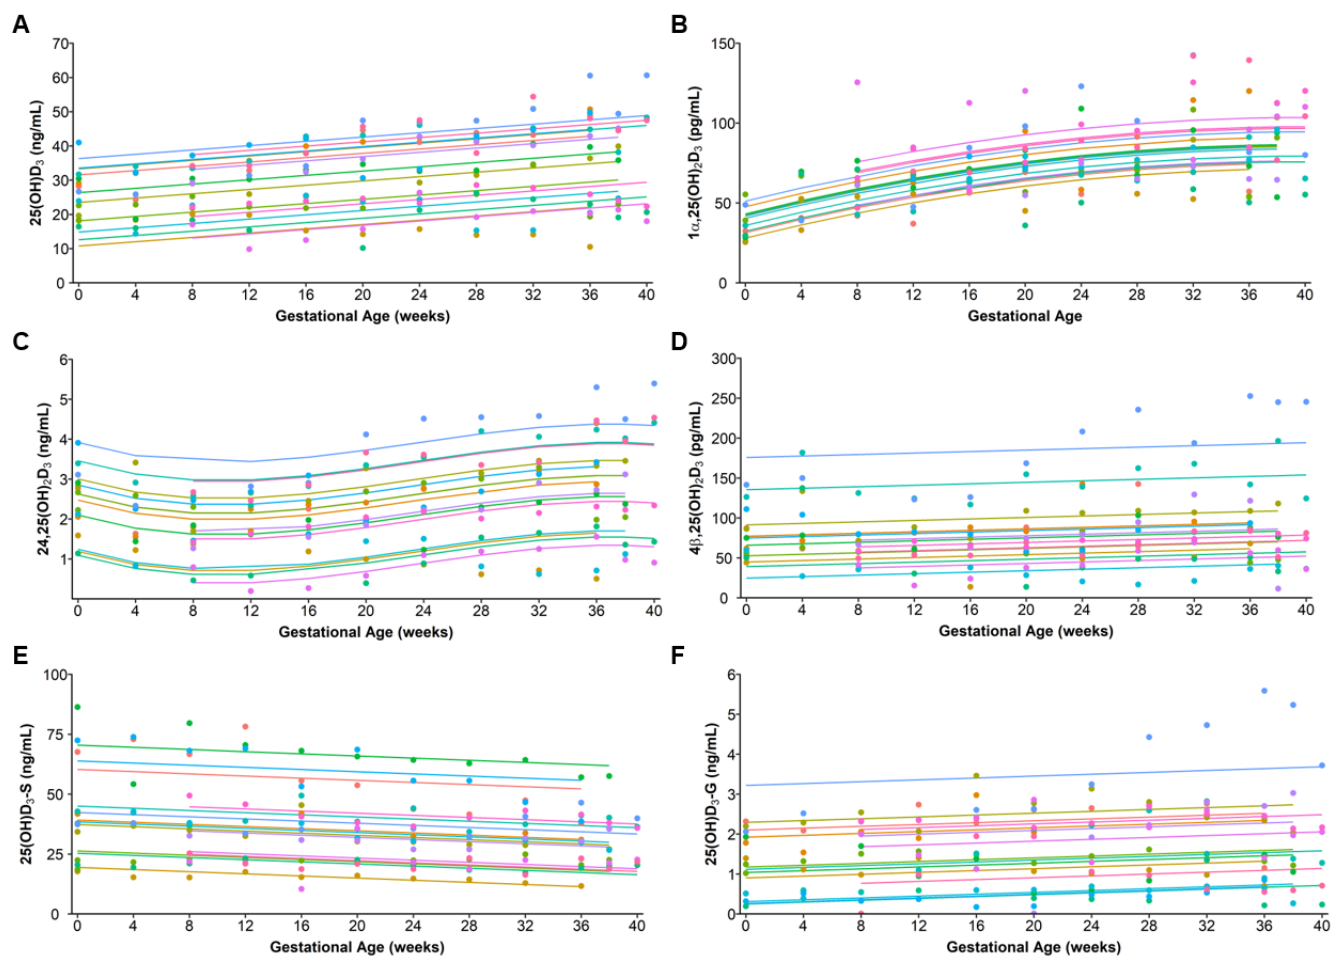 A
25(OH)D3 (ng/mL)
70
60
50
40
30
20
10
0
0 4 8 12 16 20 24 28 32 36 40
Gestational Age (weeks)
B
1α,25(OH)2D3 (pg/mL)
150
100
50
0
0 4 8 12 16 20 24 28 32 36 40
Gestational Age
C
24,25(OH)2D3 (ng/mL)
6
5
4
3
2
1
0 4 8 12 16 20 24 28 32 36 40
Gestational Age (weeks)
D
4β,25(OH)2D3 (pg/mL)
300
250
200
150
100
50
0
0 4 8 12 16 20 24 28 32 36 40
Gestational Age (weeks)
E
25(OH)D3-S (ng/mL)
100
75
50
25
0
0 4 8 12 16 20 24 28 32 36 40
Gestational Age (weeks)
F
25(OH)D3-G (ng/mL)
6
5
4
3
2
1
0
0 4 8 12 16 20 24 28 32 36 40
Gestational Age (weeks)